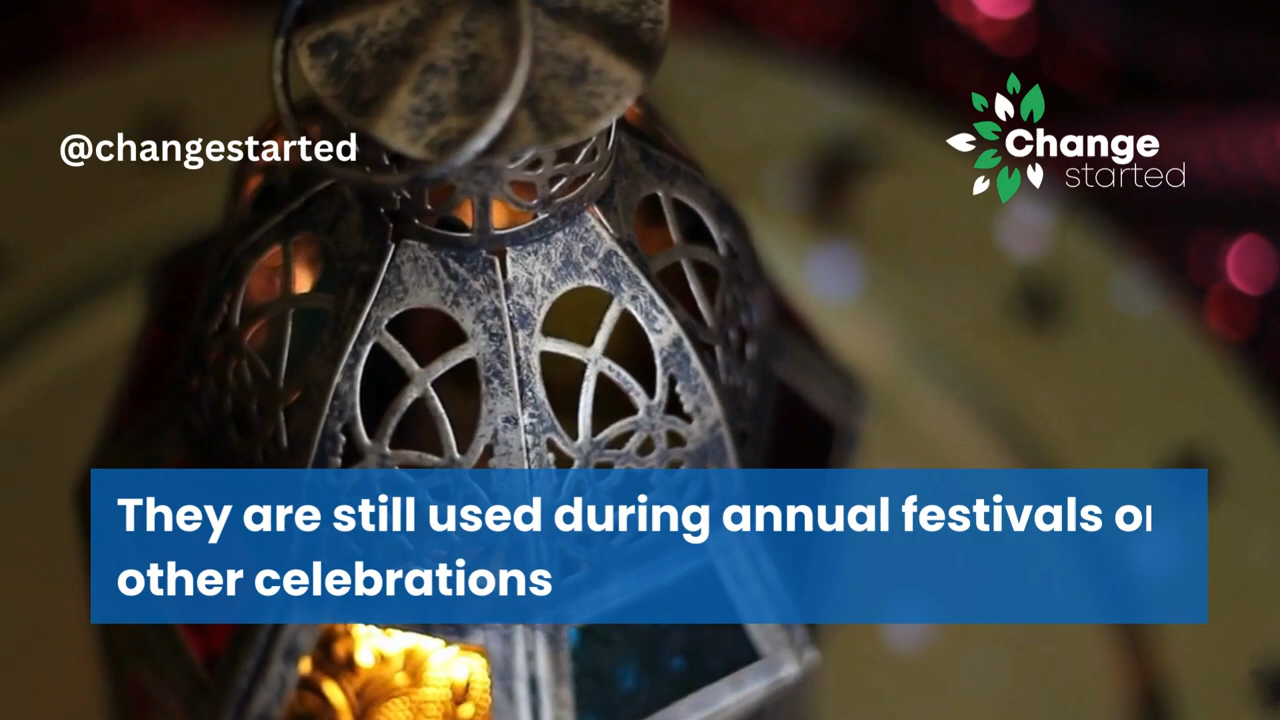 @changestarted
Change
started
They are still used during annual festivals
other celebrations